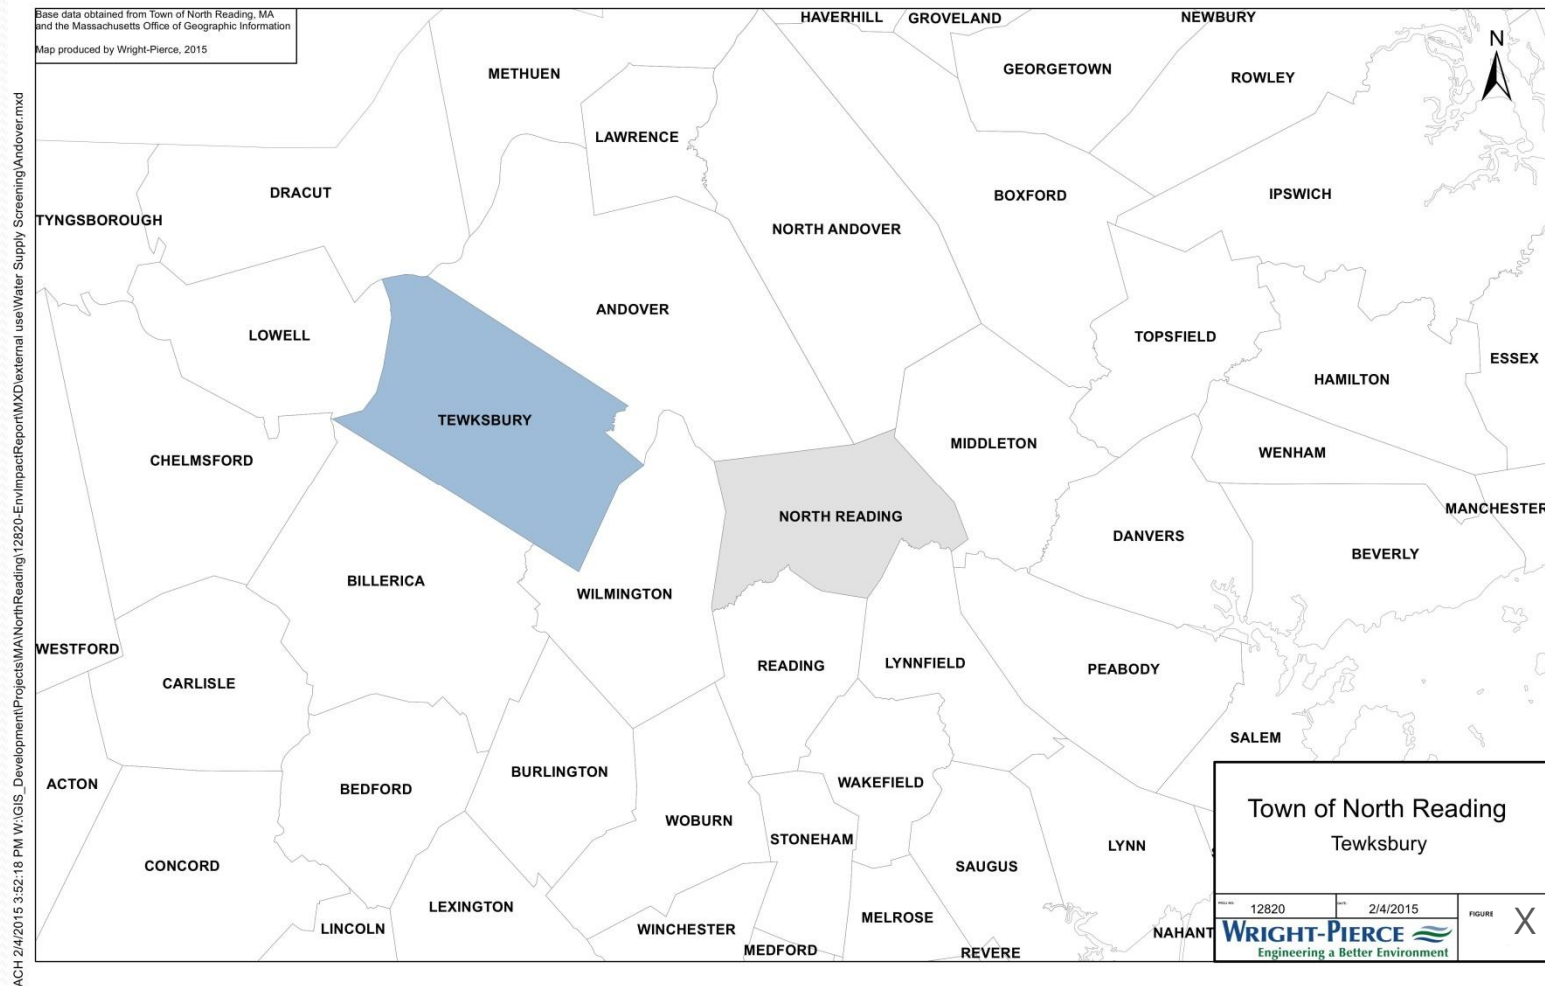 Base data obtained from Town of North Reading, MA
and the Massachusetts Office of Geographic Information
Map produced by Wright-Pierce, 2015
HAVERHILL
GROVELAND
NEWBURY
N
METHUEN
GEORGETOWN
ROWLEY
LAWRENCE
DRACUT
BOXFORD
IPSWICH
TYNGSBOROUGH
NORTH ANDOVER
ANDOVER
LOWELL
TOPSFIELD
ESSEX
HAMILTON
TEWKSBURY
MIDDLETON
WENHAM
CHELMSFORD
MANCHESTER
NORTH READING
DANVERS
BEVERLY
BILLERICA
WILMINGTON
WESTFORD
READING
LYNNFIELD
PEABODY
CARLISLE
SALEM
BURLINGTON
ACTON
BEDFORD
WAKEFIELD
WOBURN
STONEHAM
LYNN
CONCORD
SAUGUS
LEXINGTON
MELROSE
LINCOLN
WINCHESTER
NAHANT
MEDFORD
REVERE
Town of North Reading
Tewksbury
12820
2/4/2015
FIGURE
X
WRIGHT-PIERCE
Engineering a Better Environment
ACH 2/4/2015 3:52:18 PM W:\GIS_Development\Projects\MA\NorthReading\12820-EnvImpactReport\MXD\external use\Water Supply Screening\Andover.mxd